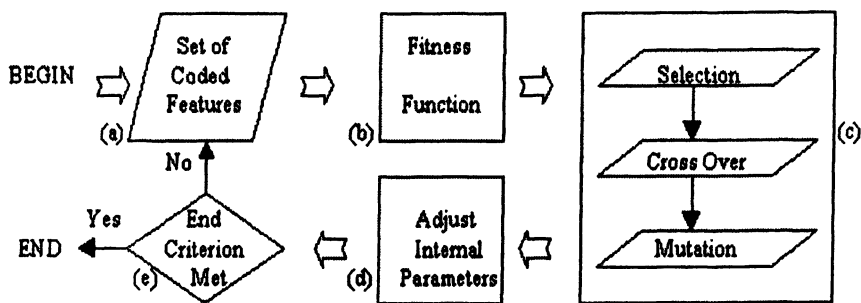 BEGIN
Set of
Coded
Features
(a)
Fitness
Function
(b)
Selection
Cross Over
Mutation
(c)
No
Yes
END
End
Criterion
Met
(e)
Adjust
Internal
Parameters
(d)